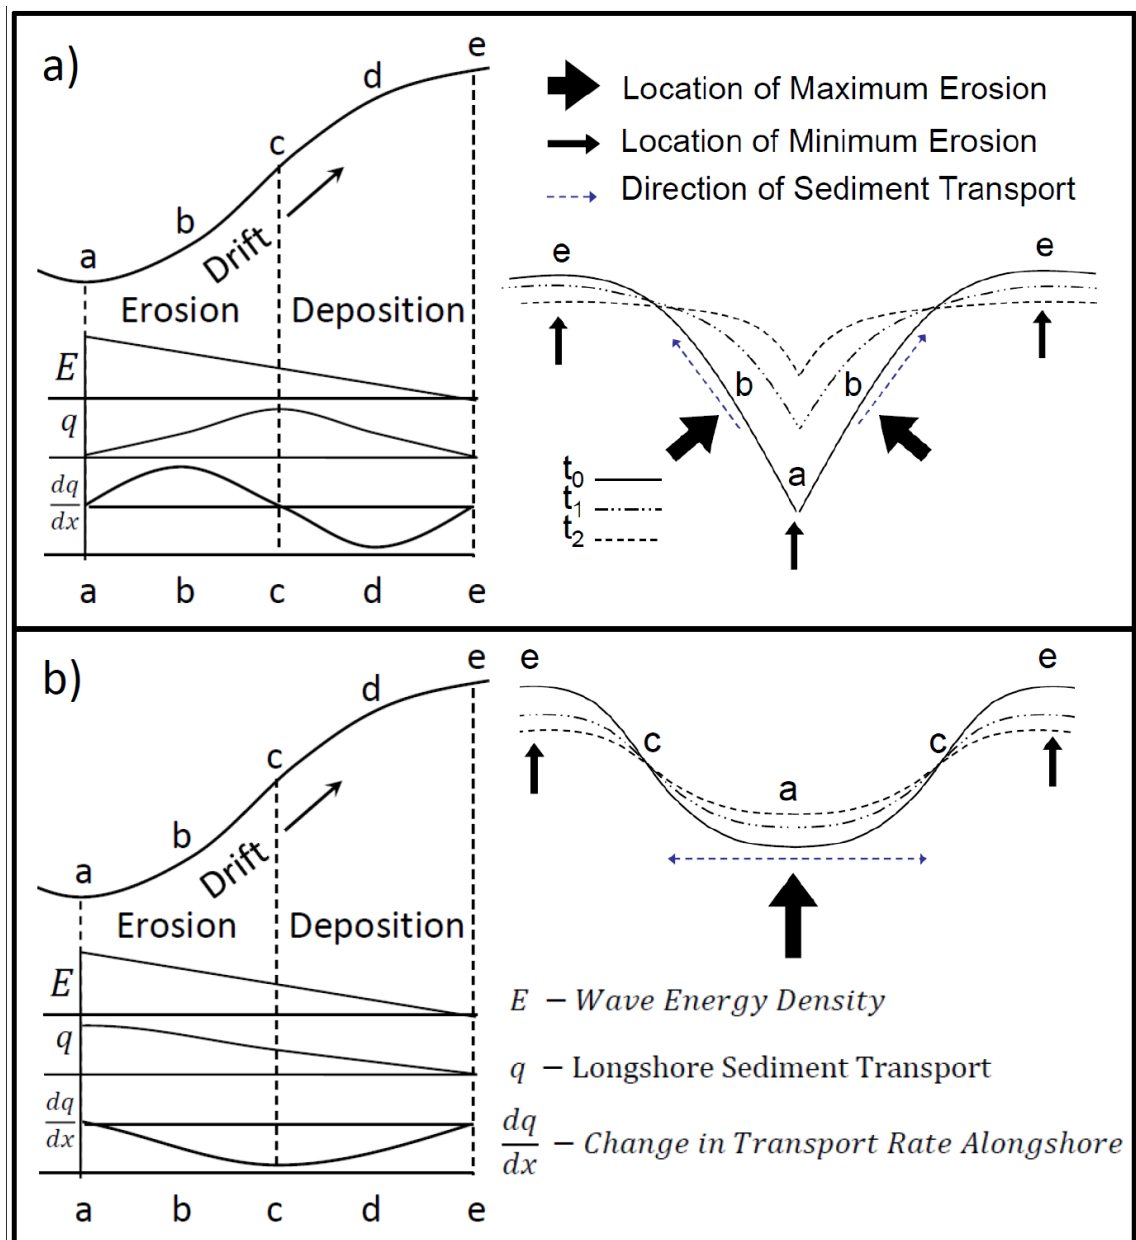 a)
e
d
c
b
a
Drift
Erosion
Deposition
E
q
dq
dx
a b c d e
Location of Maximum Erosion
Location of Minimum Erosion
Direction of Sediment Transport
e e
b b
a
t0
t1
t2
b)
e
d
c
b
a
Drift
Erosion
Deposition
E
q
dq
dx
a b c d e
e e
c c
a
E – Wave Energy Density
q – Longshore Sediment Transport
dq/dx – Change in Transport Rate Alongshore